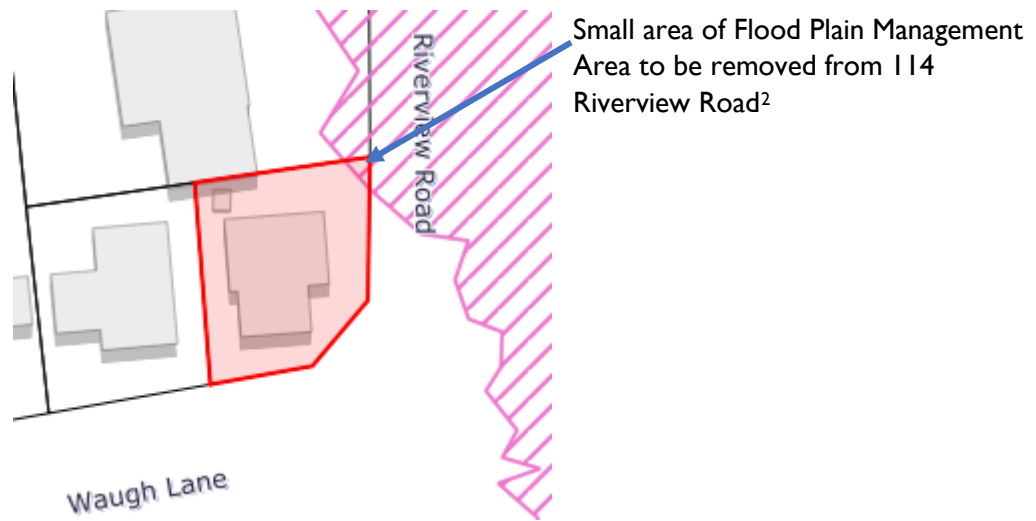 Small area of Flood Plain Management
Area to be removed from 114
Riverview Road²
Riverview Road
Waugh Lane